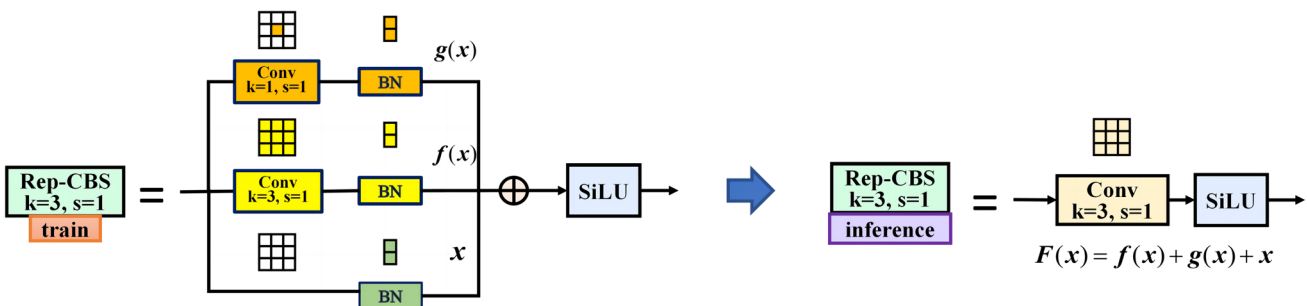 Rep-CBS
k=3, s=1
train
=
Conv
k=1, s=1
BN
g(x)
Conv
k=3, s=1
BN
f(x)
x
BN
SiLU
Rep-CBS
k=3, s=1
inference
=
Conv
k=3, s=1
SiLU
F(x) = f(x) + g(x) + x